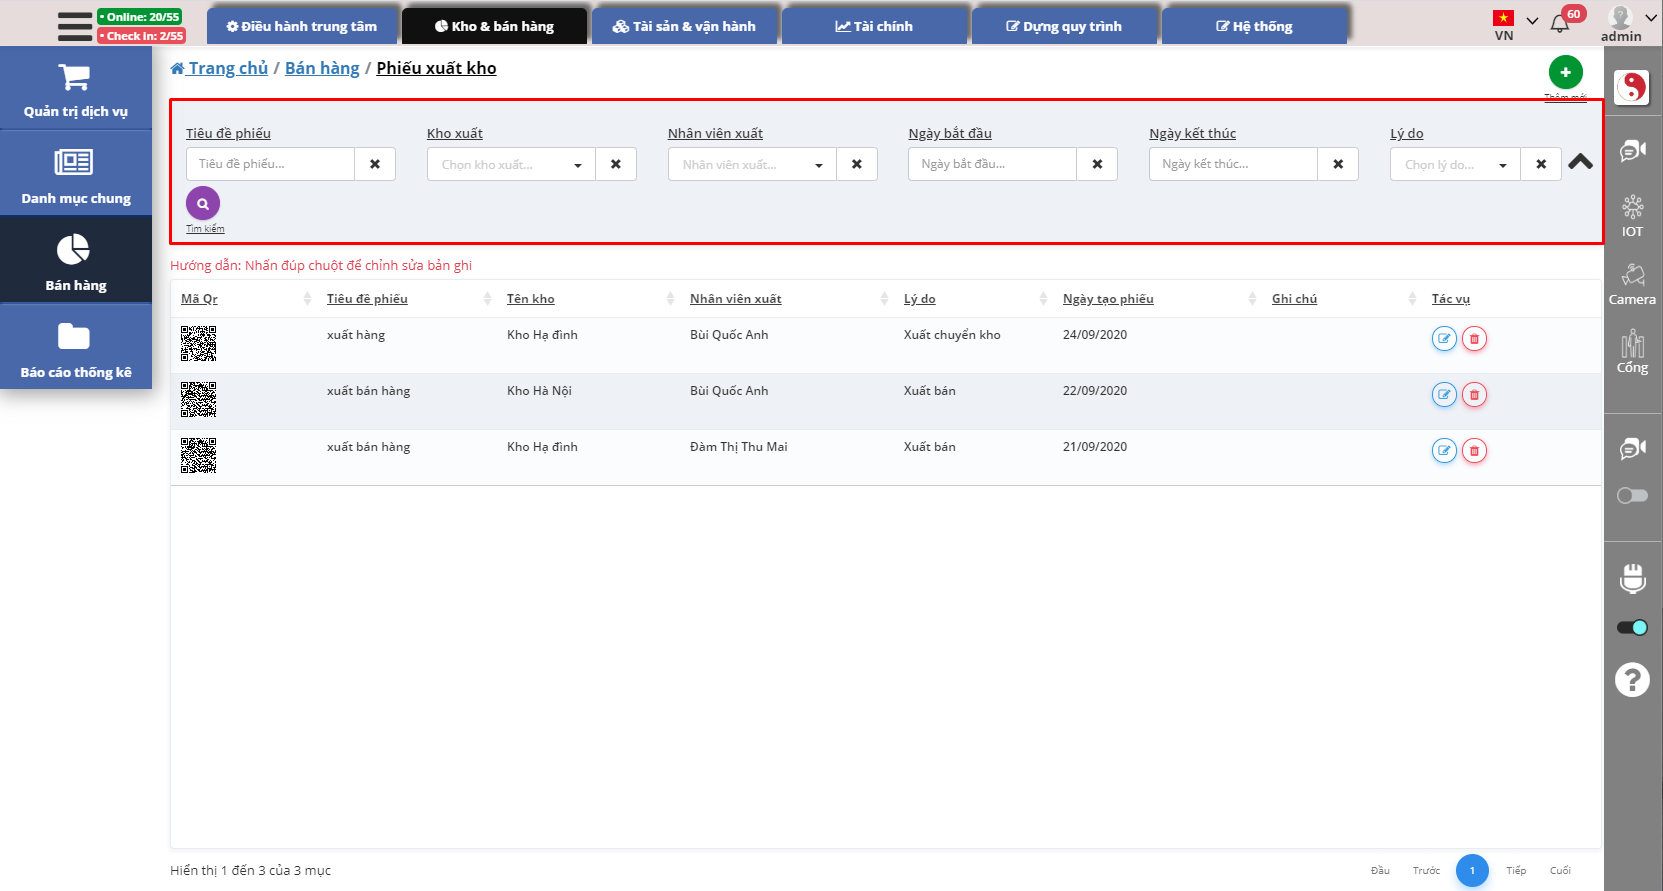 • Online: 20/55
• Check In: 2/55
Điều hành trung tâm
Kho & bán hàng
Tài sản & vận hành
Tài chính
Dựng quy trình
Hệ thống
VN
60
admin
Quản trị dịch vụ
Danh mục chung
Bán hàng
Báo cáo thống kê
Trang chủ / Bán hàng / Phiếu xuất kho
Thêm mới
Tiêu đề phiếu Kho xuất Nhân viên xuất Ngày bắt đầu Ngày kết thúc Lý do
Tiêu đề phiếu... Chọn kho xuất... Nhân viên xuất... Ngày bắt đầu... Ngày kết thúc... Chọn lý do...
Tìm kiếm
Hướng dẫn: Nhấn đúp chuột để chỉnh sửa bản ghi
Mã Qr Tiêu đề phiếu Tên kho Nhân viên xuất Lý do Ngày tạo phiếu Ghi chú Tác vụ
xuất hàng Kho Hạ đình Bùi Quốc Anh Xuất chuyển kho 24/09/2020
xuất bán hàng Kho Hà Nội Bùi Quốc Anh Xuất bán 22/09/2020
xuất bán hàng Kho Hạ đình Đàm Thị Thu Mai Xuất bán 21/09/2020
Hiển thị 1 đến 3 của 3 mục
Đầu Trước 1 Tiếp Cuối
IOT
Camera
Cổng